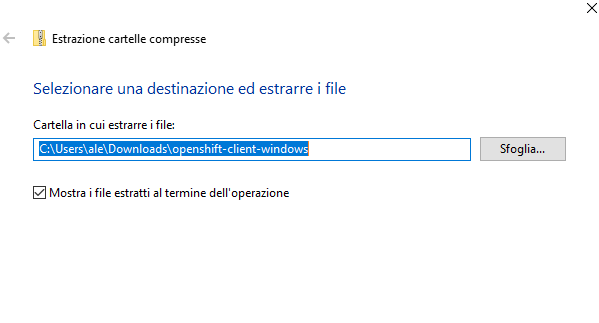 Estrazione cartelle compresse
Selezionare una destinazione ed estrarre i file
Cartella in cui estrarre i file:
C:\Users\ale\Downloads\openshift-client-windows
Sfoglia...
Mostra i file estratti al termine dell'operazione